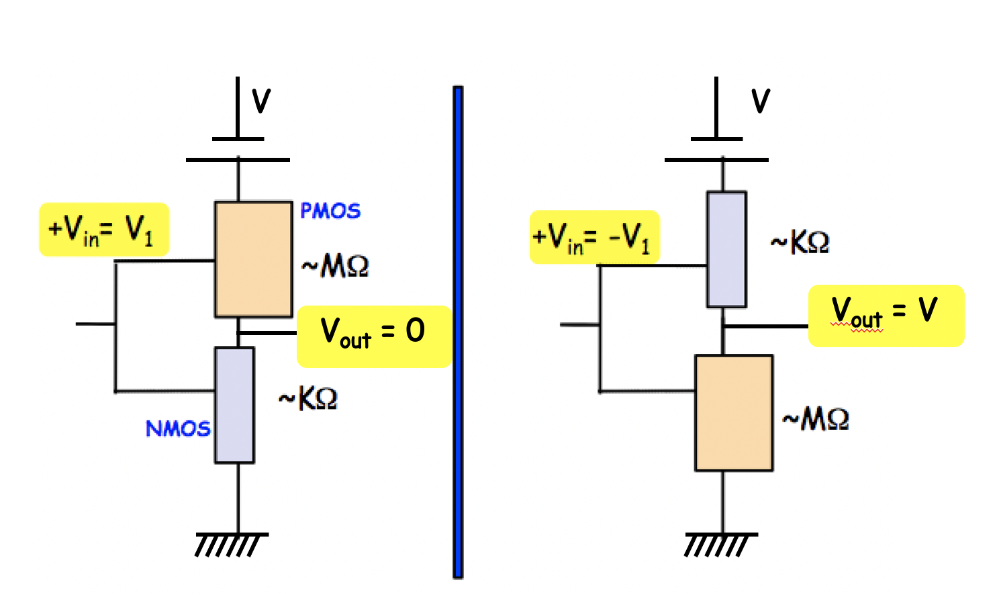 V
+Vin= V1
PMOS
~MΩ
Vout = 0
~KΩ
NMOS
V
+Vin= -V1
~KΩ
Vout = V
~MΩ